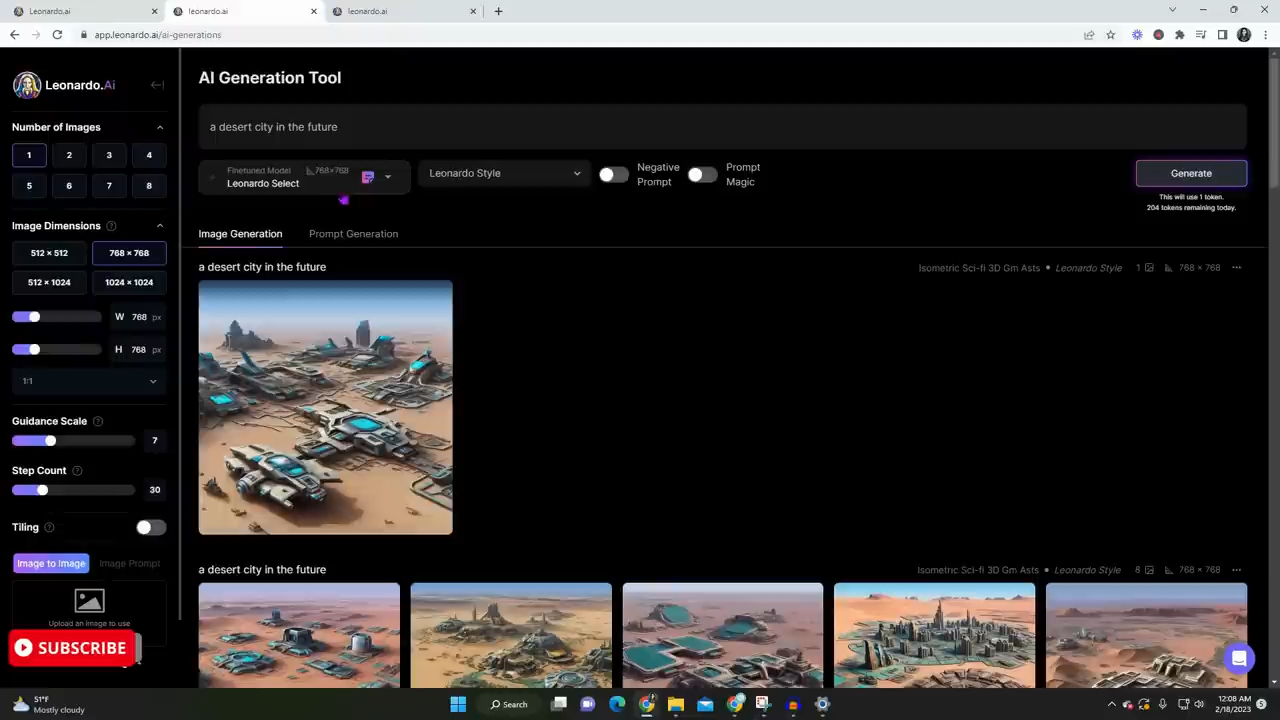 Leonardo.ai
leonardo.ai
leonardo.ai
app.leonardo.ai/ai-generations
Leonardo.Ai
Number of Images
1 2 3 4
5 6 7 8
Image Dimensions
512 × 512 768 × 768
512 × 1024 1024 × 1024
W 768 px
H 768 px
1:1
Guidance Scale
7
Step Count
30
Tiling
Image to Image Image Prompt
Upload an image to use
SUBSCRIBE
AI Generation Tool
a desert city in the future
Finetuned Model 768×768
Leonardo Select
Leonardo Style
Negative
Prompt
Prompt
Magic
Generate
This will use 1 token.
204 tokens remaining today.
Image Generation Prompt Generation
a desert city in the future
Isometric Sci-fi 3D Gm Asts • Leonardo Style 1 768 × 768
a desert city in the future
Isometric Sci-fi 3D Gm Asts • Leonardo Style 8 768 × 768
51°F
Mostly cloudy
Search
12:08 AM
2/18/2023